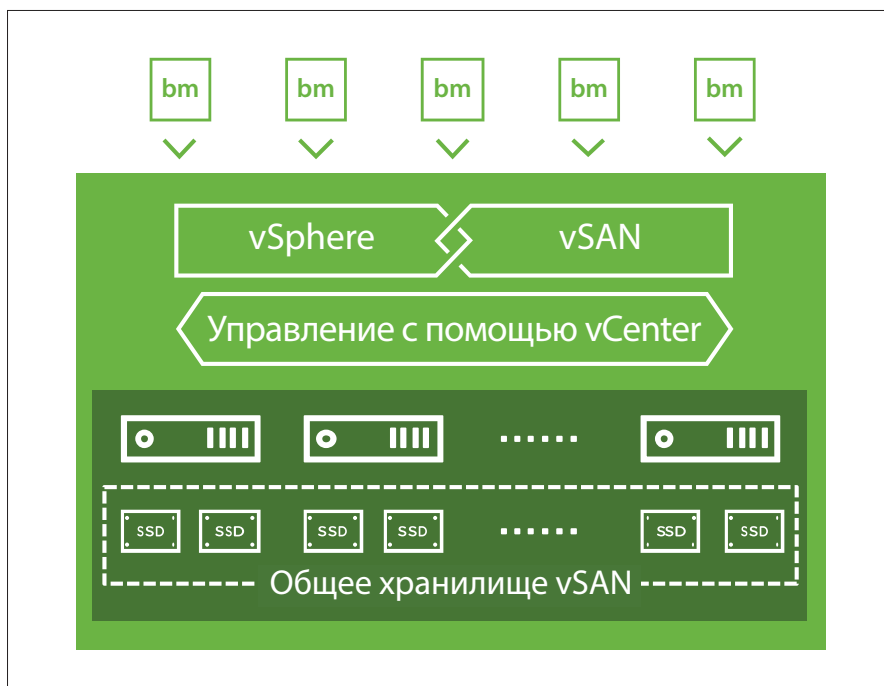 bm bm bm bm bm
vSphere vSAN
Управление с помощью vCenter
SSD SSD SSD SSD SSD SSD
Общее хранилище vSAN